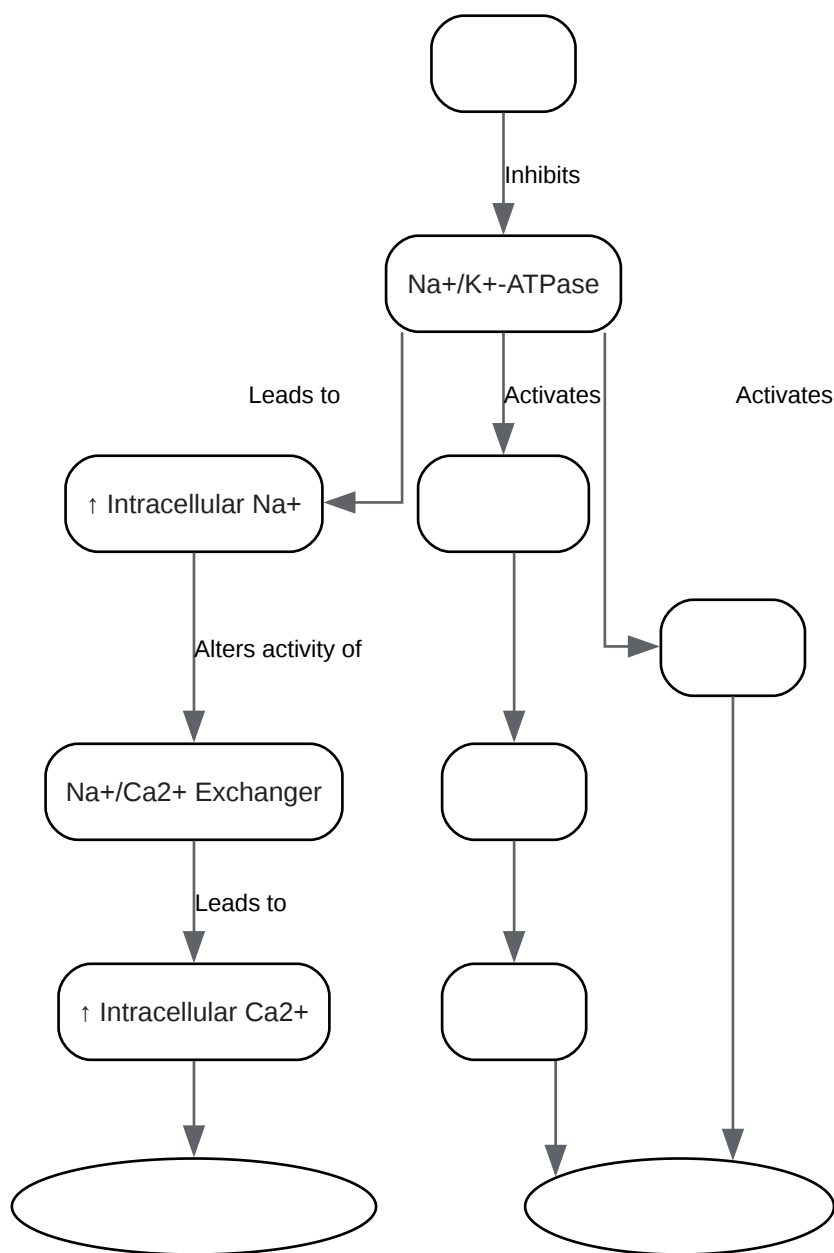 Inhibits
Na+/K+-ATPase
Leads to
Activates
Activates
↑ Intracellular Na+
Alters activity of
Na+/Ca2+ Exchanger
Leads to
↑ Intracellular Ca2+